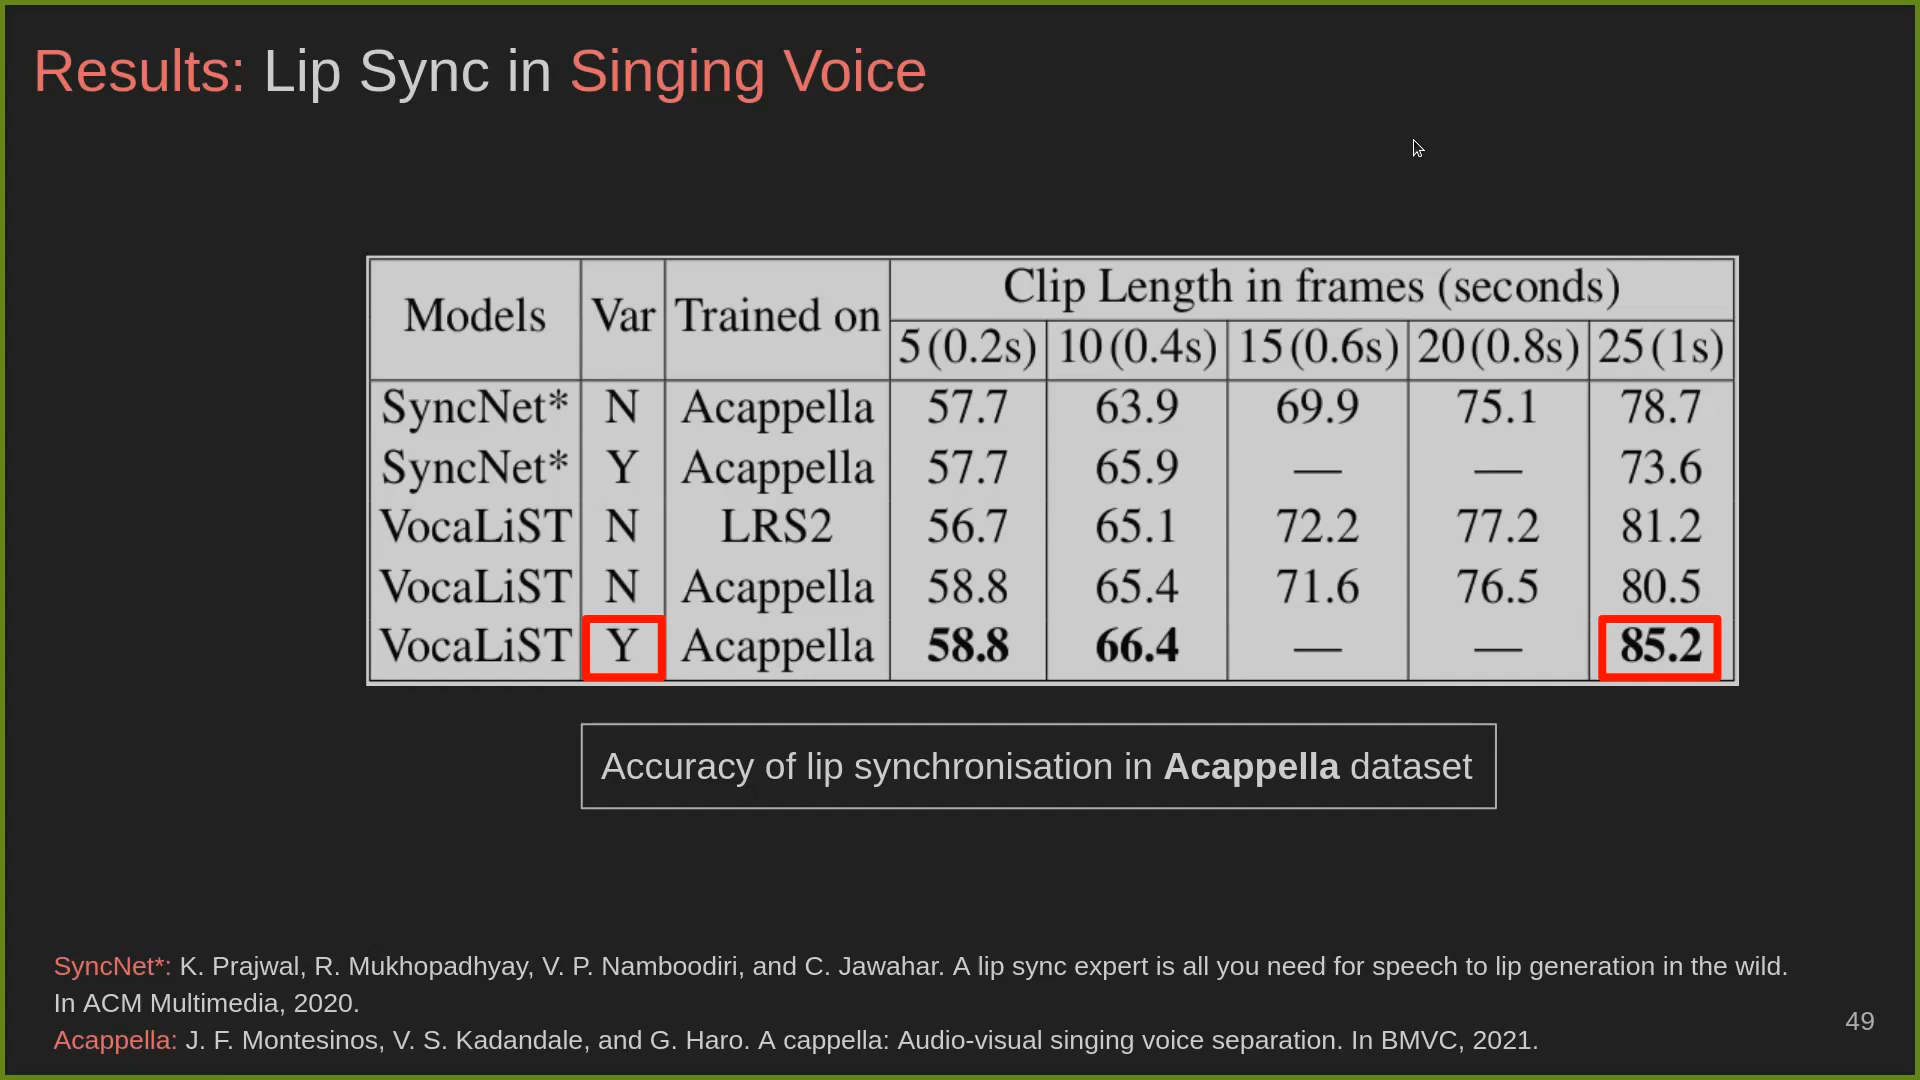 Results: Lip Sync in Singing Voice
Models Var Trained on Clip Length in frames (seconds)
5(0.2s) 10(0.4s) 15(0.6s) 20(0.8s) 25(1s)
SyncNet* N Acappella 57.7 63.9 69.9 75.1 78.7
SyncNet* Y Acappella 57.7 65.9 — — 73.6
VocaLiST N LRS2 56.7 65.1 72.2 77.2 81.2
VocaLiST N Acappella 58.8 65.4 71.6 76.5 80.5
VocaLiST Y Acappella 58.8 66.4 — — 85.2
Accuracy of lip synchronisation in Acappella dataset
SyncNet*: K. Prajwal, R. Mukhopadhyay, V. P. Namboodiri, and C. Jawahar. A lip sync expert is all you need for speech to lip generation in the wild.
In ACM Multimedia, 2020.
Acappella: J. F. Montesinos, V. S. Kadandale, and G. Haro. A cappella: Audio-visual singing voice separation. In BMVC, 2021.
49